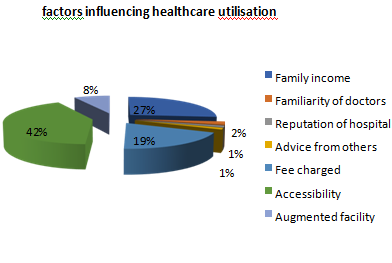 factors influencing healthcare utilisation
8%
27%
42%
19%
2%
1%
1%
Family income
Familiarity of doctors
Reputation of hospital
Advice from others
Fee charged
Accessibility
Augmented facility